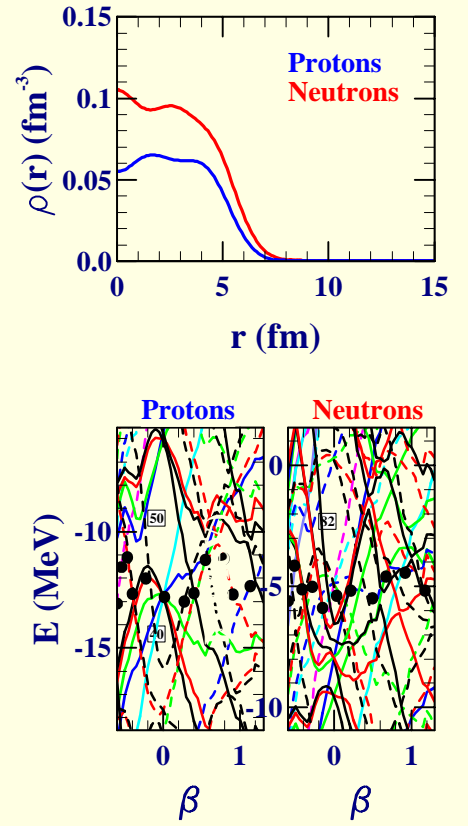 ρ(r) (fm⁻³)
0.15
0.1
0.05
0.0
Protons
Neutrons
0 5 10 15
r (fm)
Protons Neutrons
E (MeV)
-10
-15
50
20
0
-5
-10
82
0 1 0 1
β β